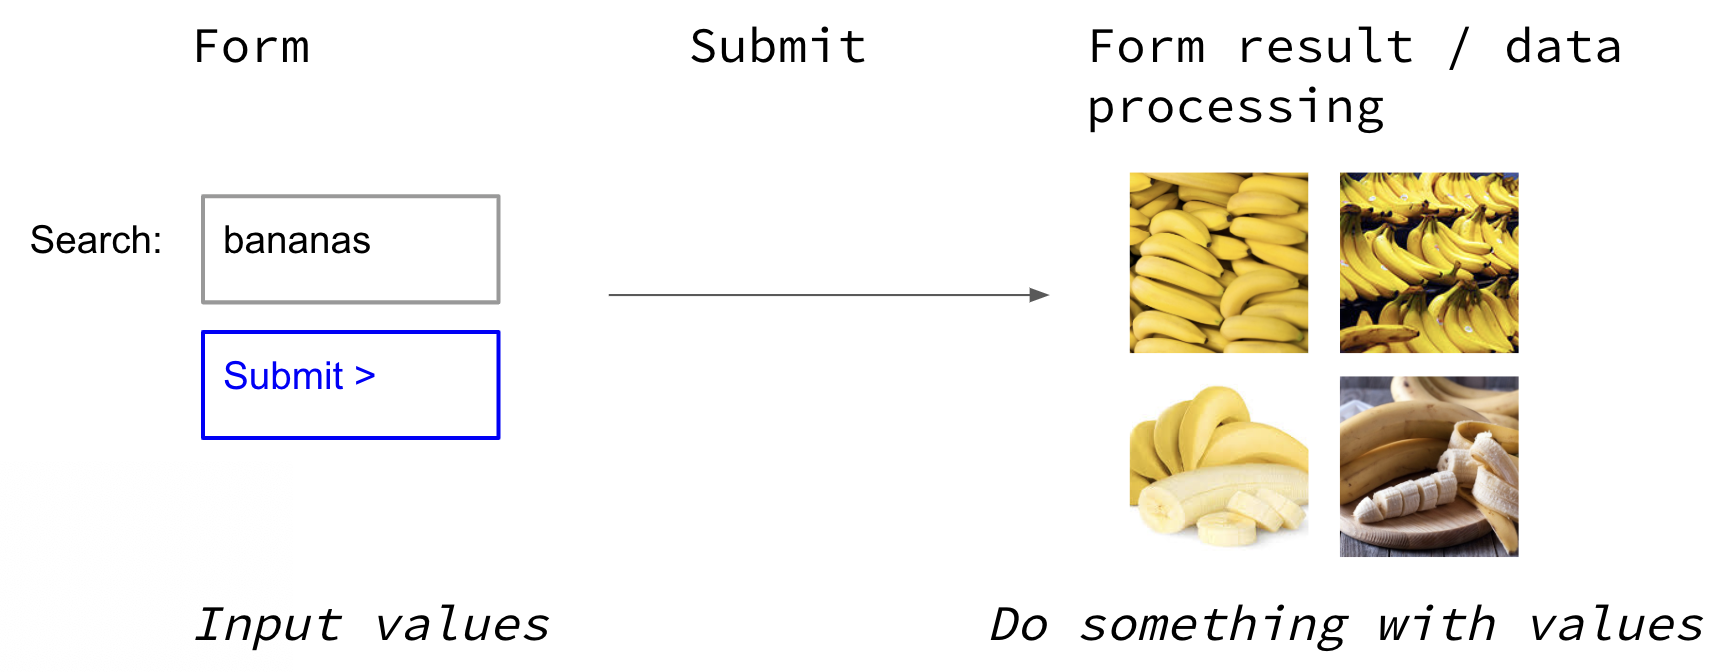 Form
Submit
Form result / data
processing
Search:
bananas
Submit >
Input values
Do something with values